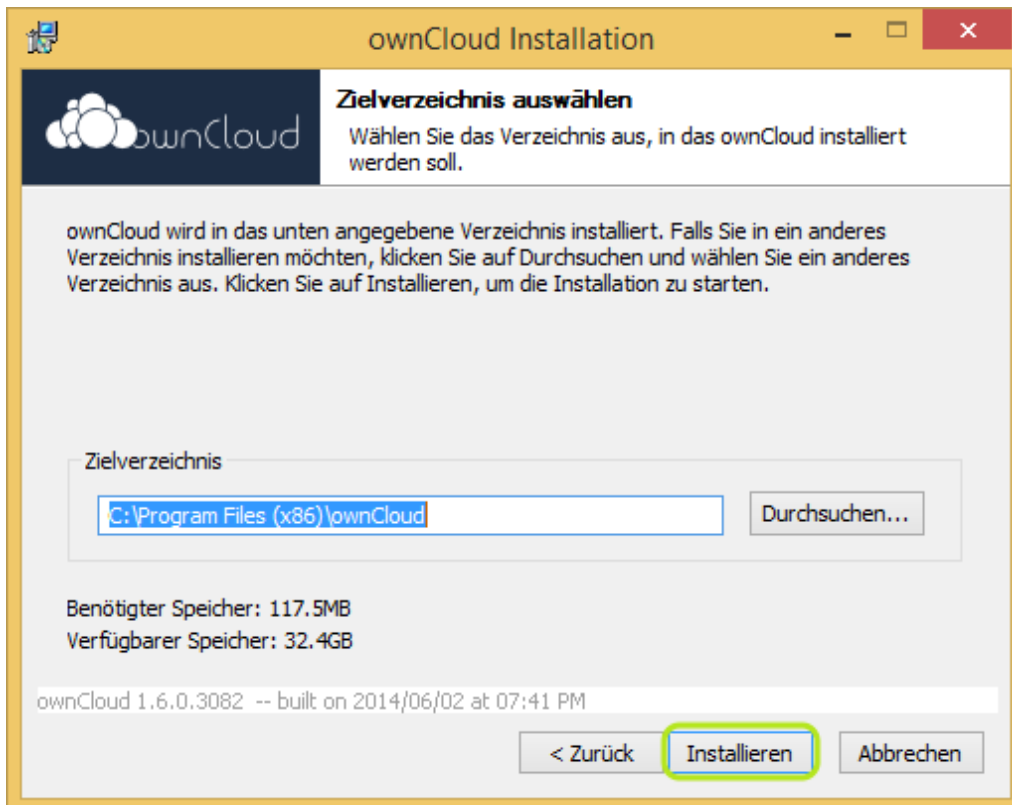 ownCloud Installation
ownCloud
Zielverzeichnis auswählen
Wählen Sie das Verzeichnis aus, in das ownCloud installiert
werden soll.
ownCloud wird in das unten angegebene Verzeichnis installiert. Falls Sie in ein anderes
Verzeichnis installieren möchten, klicken Sie auf Durchsuchen und wählen Sie ein anderes
Verzeichnis aus. Klicken Sie auf Installieren, um die Installation zu starten.
Zielverzeichnis
C:\Program Files (x86)\ownCloud
Durchsuchen...
Benötigter Speicher: 117.5MB
Verfügbarer Speicher: 32.4GB
ownCloud 1.6.0.3082 -- built on 2014/06/02 at 07:41 PM
< Zurück
Installieren
Abbrechen